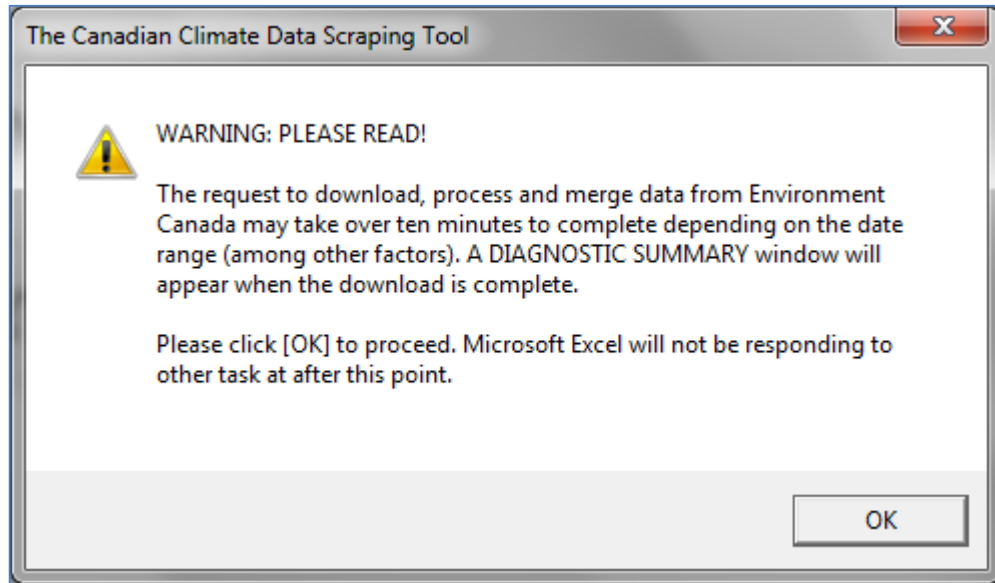 The Canadian Climate Data Scraping Tool
WARNING: PLEASE READ!
The request to download, process and merge data from Environment
Canada may take over ten minutes to complete depending on the date
range (among other factors). A DIAGNOSTIC SUMMARY window will
appear when the download is complete.
Please click [OK] to proceed. Microsoft Excel will not be responding to
other task at after this point.
OK